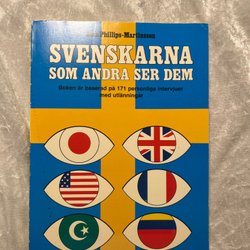 Phillips-Martinsson
SVENSKARNA
SOM ANDRA SER DEM
Boken är baserad på 171 personliga intervjuer
med utlänningar